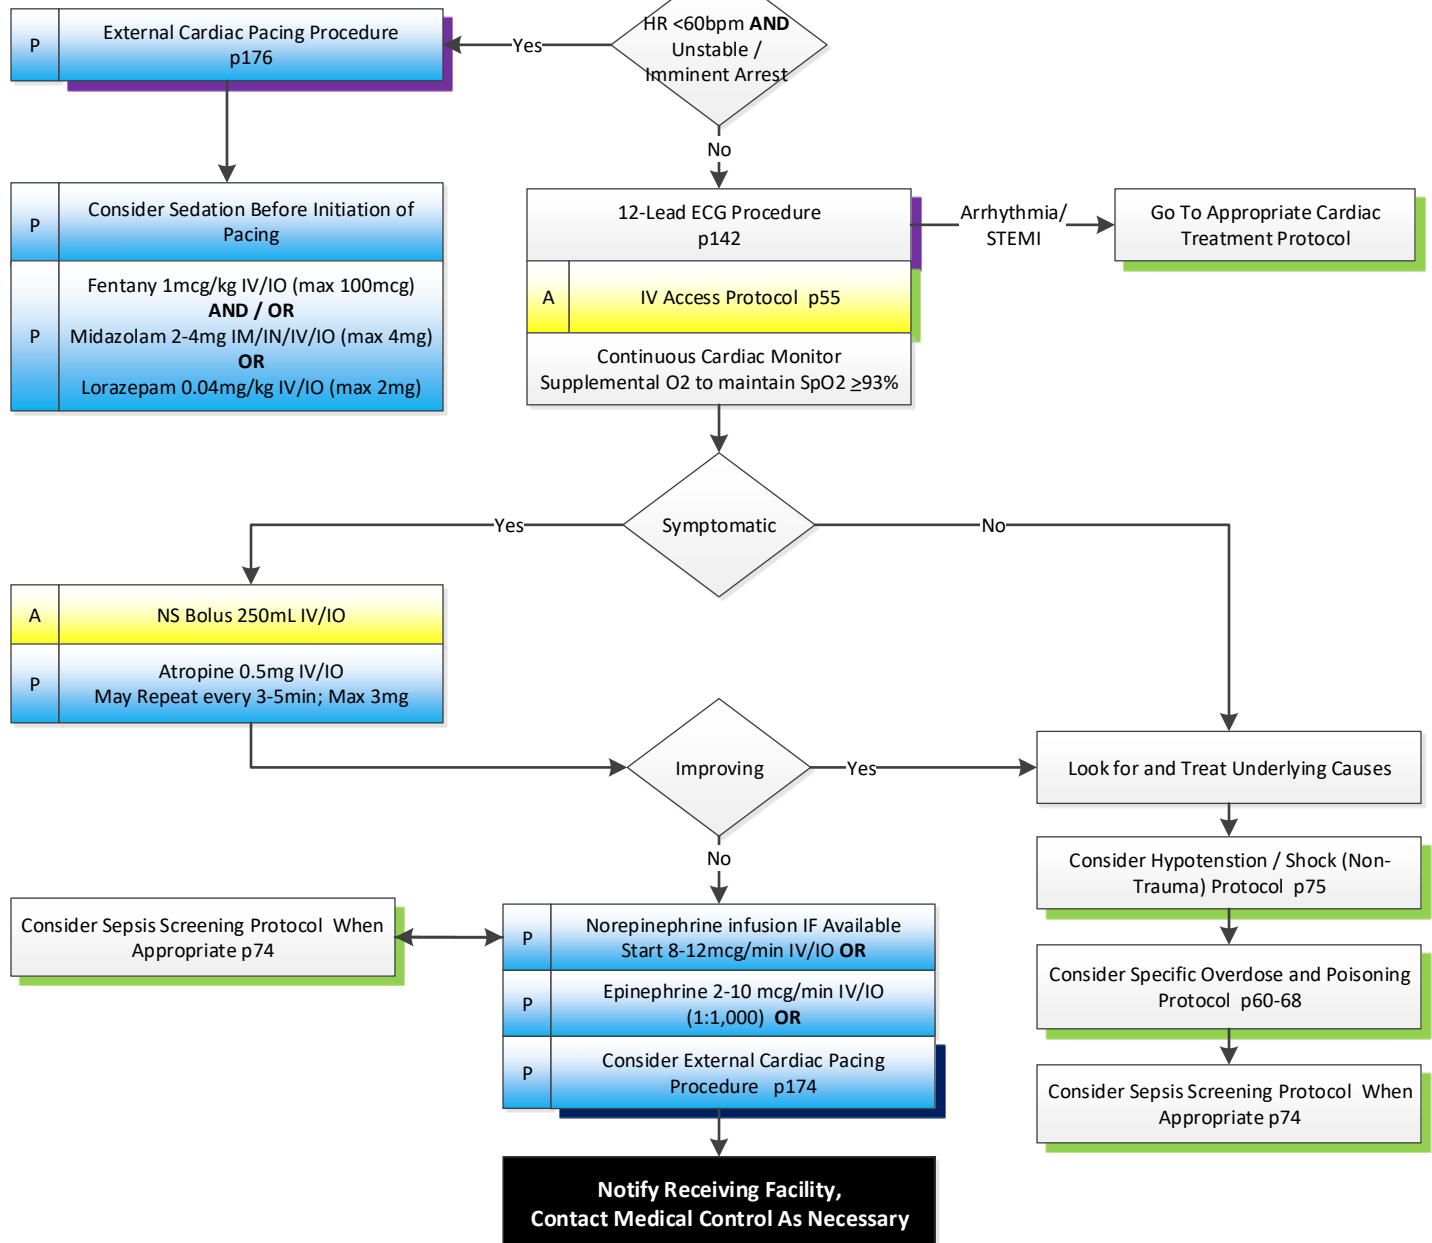 HR <60bpm AND
Unstable /
Imminent Arrest
Yes
P
External Cardiac Pacing Procedure
p176
No
P
Consider Sedation Before Initiation of
Pacing
P
Fentany 1mcg/kg IV/IO (max 100mcg)
AND / OR
Midazolam 2-4mg IM/IN/IV/IO (max 4mg)
OR
Lorazepam 0.04mg/kg IV/IO (max 2mg)
12-Lead ECG Procedure
p142
Arrhythmia/
STEMI
Go To Appropriate Cardiac
Treatment Protocol
A
IV Access Protocol p55
Continuous Cardiac Monitor
Supplemental O2 to maintain SpO2 ≥93%
Symptomatic
Yes
No
A
NS Bolus 250mL IV/IO
P
Atropine 0.5mg IV/IO
May Repeat every 3-5min; Max 3mg
Improving
Yes
Look for and Treat Underlying Causes
No
Consider Hypotenstion / Shock (Non-
Trauma) Protocol p75
Consider Specific Overdose and Poisoning
Protocol p60-68
Consider Sepsis Screening Protocol When
Appropriate p74
Consider Sepsis Screening Protocol When
Appropriate p74
P
Norepinephrine infusion IF Available
Start 8-12mcg/min IV/IO OR
P
Epinephrine 2-10 mcg/min IV/IO
(1:1,000) OR
P
Consider External Cardiac Pacing
Procedure p174
Notify Receiving Facility,
Contact Medical Control As Necessary